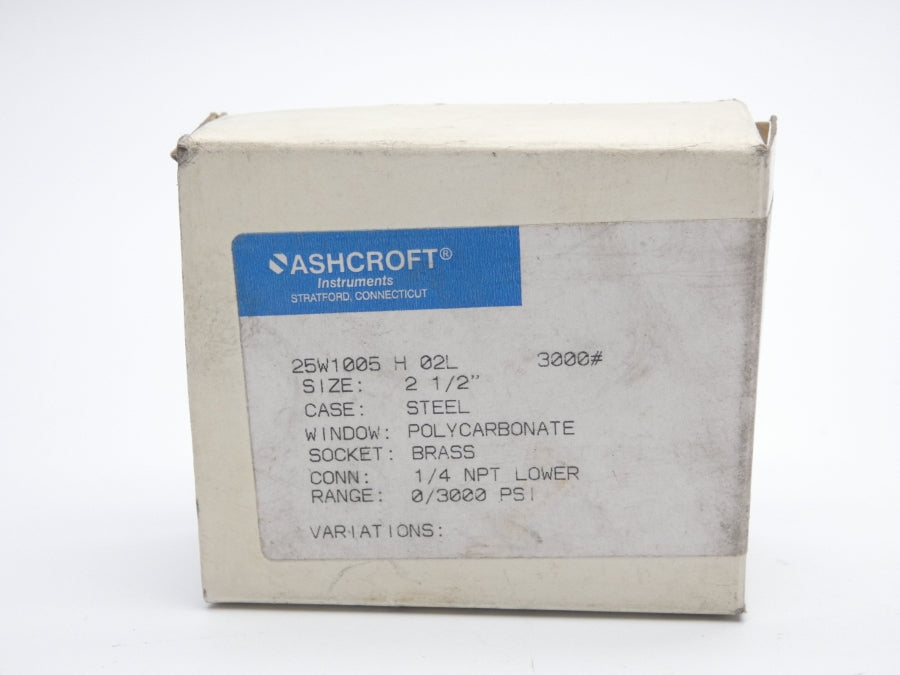 ASHCROFT®
Instruments
STRATFORD, CONNECTICUT
25W1005 H 02L 3000#
SIZE: 2 1/2"
CASE: STEEL
WINDOW: POLYCARBONATE
SOCKET: BRASS
CONN: 1/4 NPT LOWER
RANGE: 0/3000 PSI
VARIATIONS: